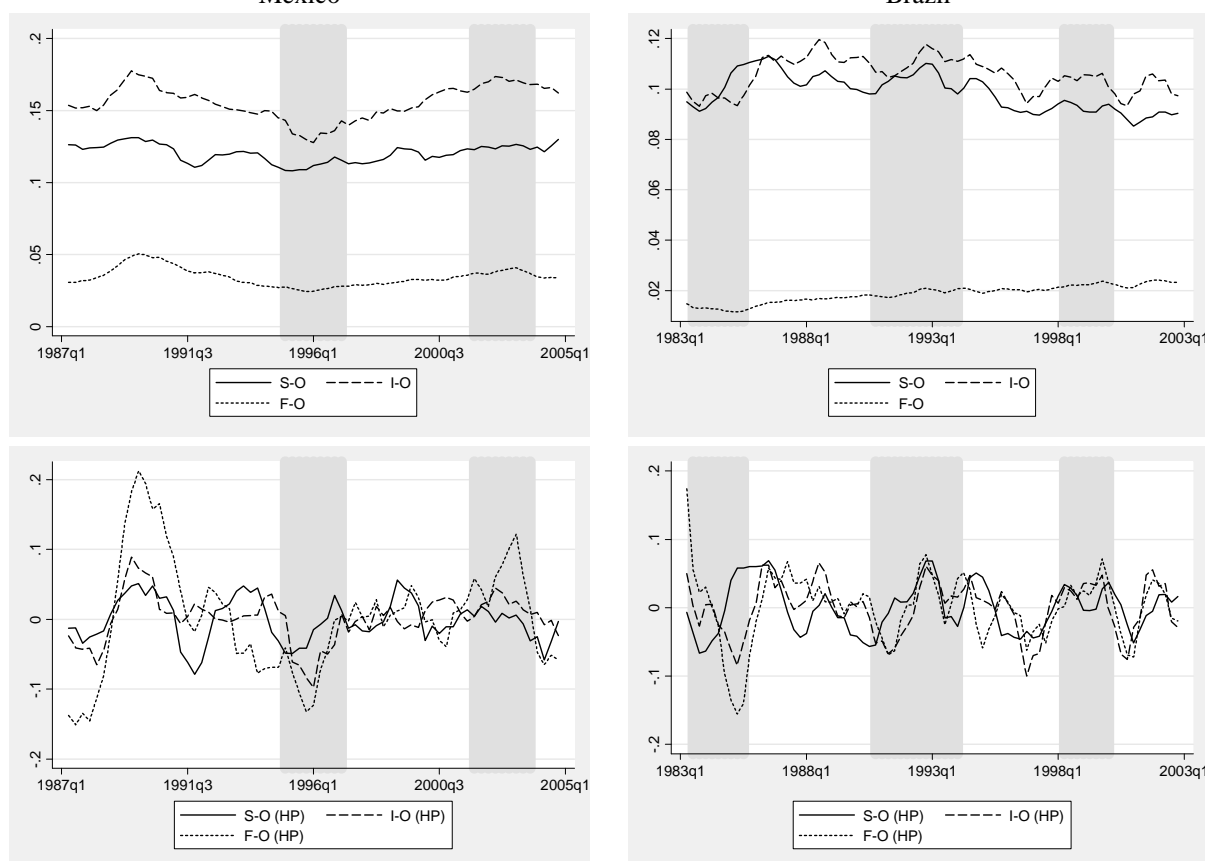 Mexico
Brazil
.2
.15
.1
.05
0
1987q1 1991q3 1996q1 2000q3 2005q1
S-O I-O
F-O
.12
.1
.08
.06
.04
.02
1983q1 1988q1 1993q1 1998q1 2003q1
S-O I-O
F-O
.2
.1
0
-.1
-.2
1987q1 1991q3 1996q1 2000q3 2005q1
S-O (HP) I-O (HP)
F-O (HP)
.2
.1
0
-.1
-.2
1983q1 1988q1 1993q1 1998q1 2003q1
S-O (HP) I-O (HP)
F-O (HP)